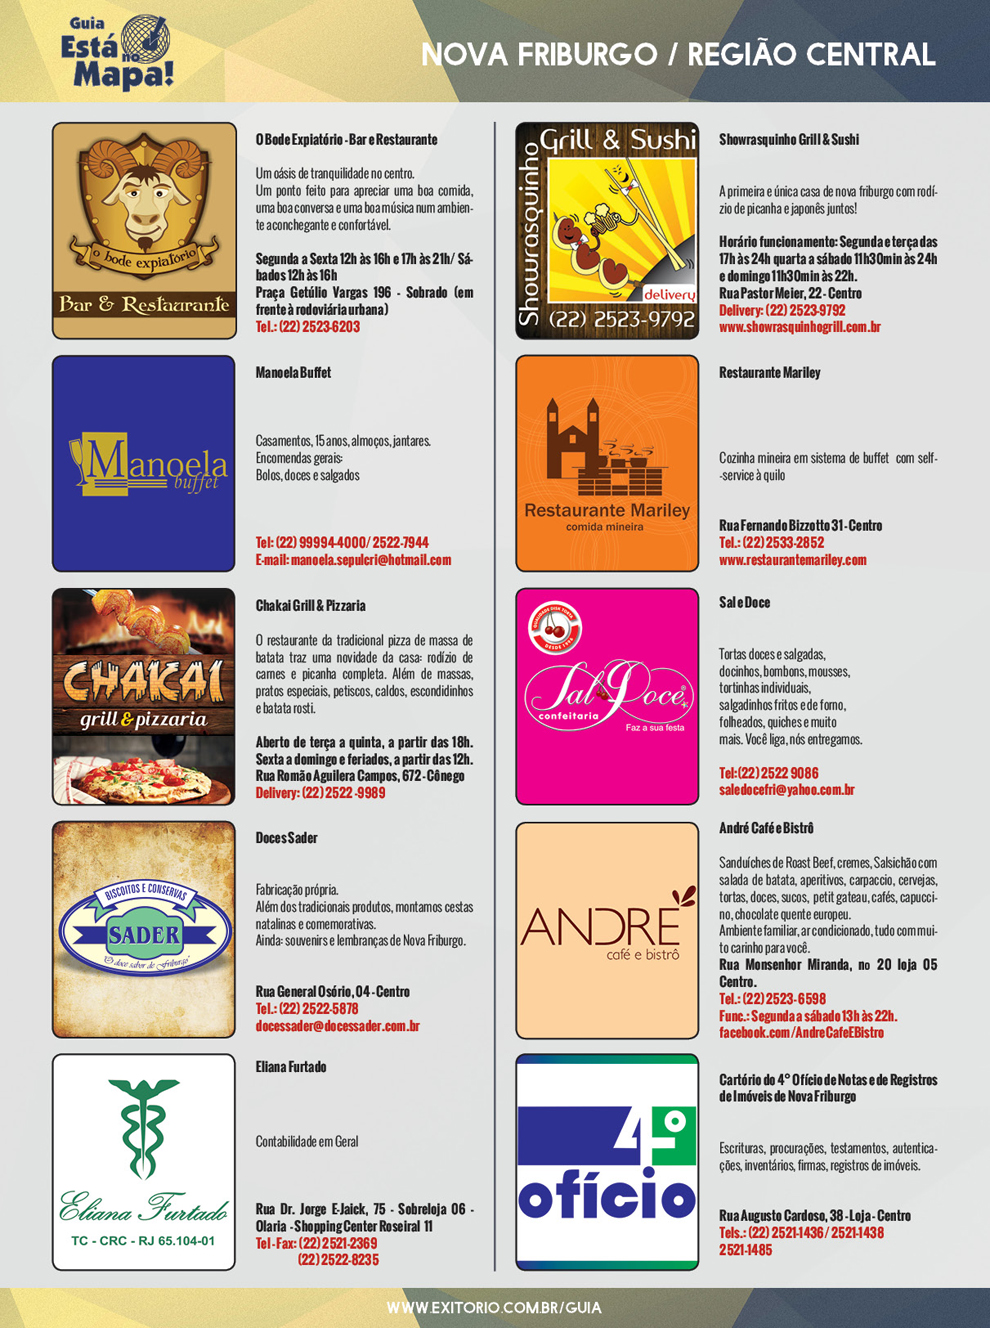 Guia
Está no
Mapa!
NOVA FRIBURGO / REGIÃO CENTRAL
o bode expiatório
Bar & Restaurante
O Bode Expiatório - Bar e Restaurante
Um oásis de tranquilidade no centro.
Um ponto feito para apreciar uma boa comida,
uma boa conversa e uma boa música num ambien-
te aconchegante e confortável.
Segunda a Sexta 12h às 16h e 17h às 21h/ Sá-
bados 12h às 16h
Praça Getúlio Vargas 196 - Sobrado (em
frente à rodoviária urbana)
Tel.: (22) 2523-6203
Manoela
buffet
Manoela Buffet
Casamentos, 15 anos, almoços, jantares.
Encomendas gerais:
Bolos, doces e salgados
Tel: (22) 99994-4000/ 2522-7944
E-mail: manoela.sepulcri@hotmail.com
CHAKAI
grill & pizzaria
Chakai Grill & Pizzaria
O restaurante da tradicional pizza de massa de
batata traz uma novidade da casa: rodízio de
carnes e picanha completa. Além de massas,
pratos especiais, petiscos, caldos, escondidinhos
e batata rosti.
Aberto de terça a quinta, a partir das 18h.
Sexta a domingo e feriados, a partir das 12h.
Rua Romão Aguilera Campos, 672 - Cônego
Delivery: (22) 2522 -9989
BISCOITOS E CONSERVAS
SADER
"O doce sabor de Friburgo"
Doces Sader
Fabricação própria.
Além dos tradicionais produtos, montamos cestas
natalinas e comemorativas.
Ainda: souvenirs e lembranças de Nova Friburgo.
Rua General Osório, 04 - Centro
Tel.: (22) 2522-5878
docessader@docessader.com.br
Eliana Furtado
TC - CRC - RJ 65.104-01
Eliana Furtado
Contabilidade em Geral
Rua Dr. Jorge E-Jaick, 75 - Sobreloja 06 -
Olaria - Shopping Center Roseiral 11
Tel -Fax: (22) 2521-2369
(22) 2522-8235
Showrasquinho
Grill & Sushi
delivery
(22) 2523-9792
Showrasquinho Grill & Sushi
A primeira e única casa de nova friburgo com rodí-
zio de picanha e japonês juntos!
Horário funcionamento: Segunda e terça das
17h às 24h quarta a sábado 11h30min às 24h
e domingo 11h30min às 22h.
Rua Pastor Meier, 22 - Centro
Delivery: (22) 2523-9792
www.showrasquinhogrill.com.br
Restaurante Mariley
comida mineira
Restaurante Mariley
Cozinha mineira em sistema de buffet com self-
-service à quilo
Rua Fernando Bizzotto 31 - Centro
Tel.: (22) 2533-2852
www.restaurantemariley.com
DESDE 1986
Sal e Doce ®
confeitaria
Faz a sua festa
Sal e Doce
Tortas doces e salgadas,
docinhos, bombons, mousses,
tortinhas individuais,
salgadinhos fritos e de forno,
folheados, quiches e muito
mais. Você liga, nós entregamos.
Tel: (22) 2522 9086
saledocefri@yahoo.com.br
ANDRÉ
café e bistrô
André Café e Bistrô
Sanduíches de Roast Beef, cremes, Salsichão com
salada de batata, aperitivos, carpaccio, cervejas,
tortas, doces, sucos, petit gateau, cafés, capucci-
no, chocolate quente europeu.
Ambiente familiar, ar condicionado, tudo com mui-
to carinho para você.
Rua Monsenhor Miranda, no 20 loja 05
Centro.
Tel.: (22) 2523-6598
Func.: Segunda a sábado 13h às 22h.
facebook.com/AndreCafeEBistro
4º
ofício
Cartório do 4° Ofício de Notas e de Registros
de Imóveis de Nova Friburgo
Escrituras, procurações, testamentos, autentica-
ções, inventários, firmas, registros de imóveis.
Rua Augusto Cardoso, 38 - Loja - Centro
Tels.: (22) 2521-1436/ 2521-1438
2521-1485
WWW.EXITORIO.COM.BR/GUIA